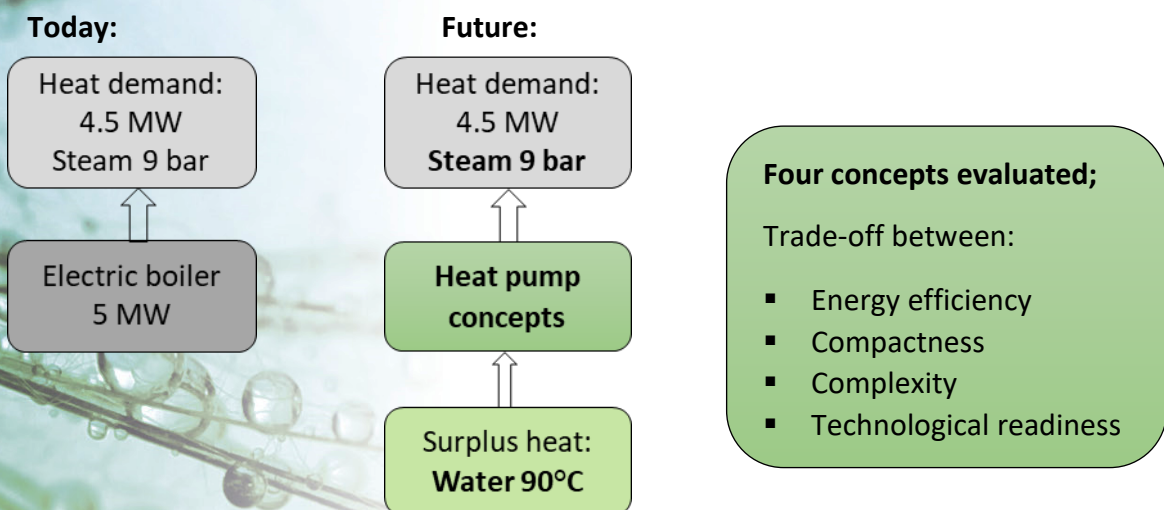 Today:
Heat demand:
4.5 MW
Steam 9 bar
Electric boiler
5 MW
Future:
Heat demand:
4.5 MW
Steam 9 bar
Heat pump
concepts
Surplus heat:
Water 90°C
Four concepts evaluated;
Trade-off between:
▪ Energy efficiency
▪ Compactness
▪ Complexity
▪ Technological readiness